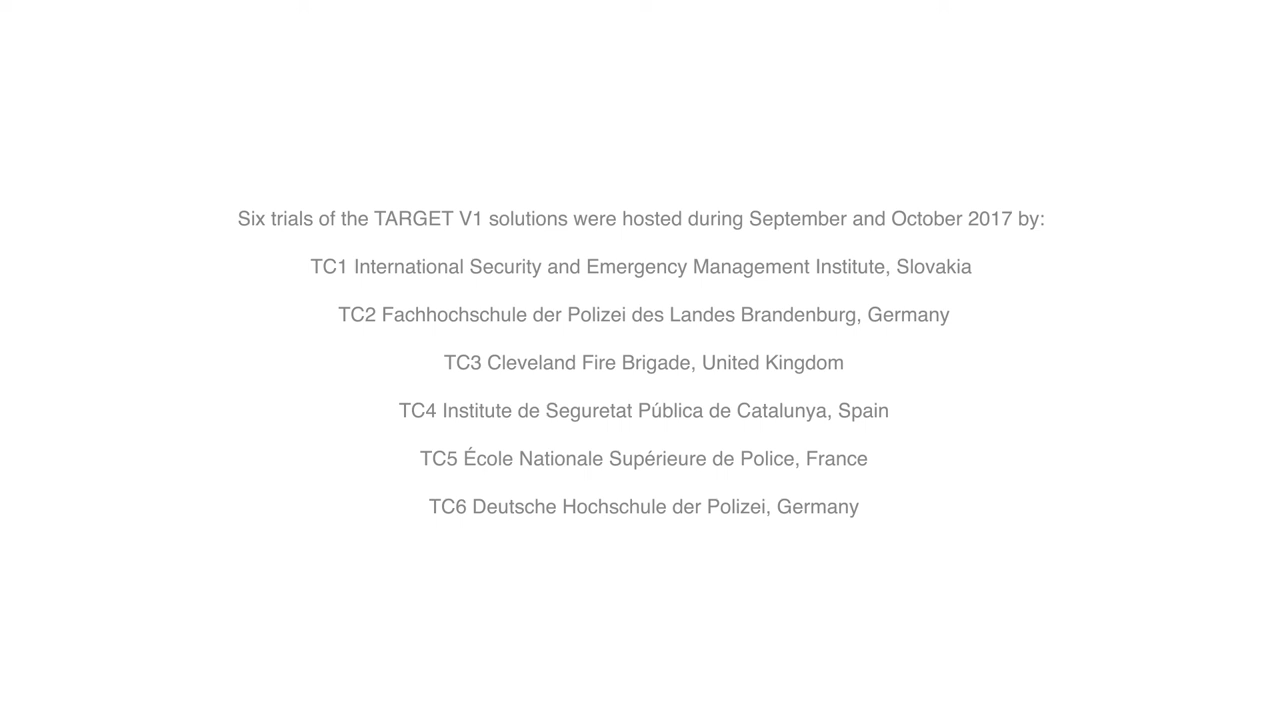 Six trials of the TARGET V1 solutions were hosted during September and October 2017 by:
TC1 International Security and Emergency Management Institute, Slovakia
TC2 Fachhochschule der Polizei des Landes Brandenburg, Germany
TC3 Cleveland Fire Brigade, United Kingdom
TC4 Institute de Seguretat Pública de Catalunya, Spain
TC5 École Nationale Supérieure de Police, France
TC6 Deutsche Hochschule der Polizei, Germany